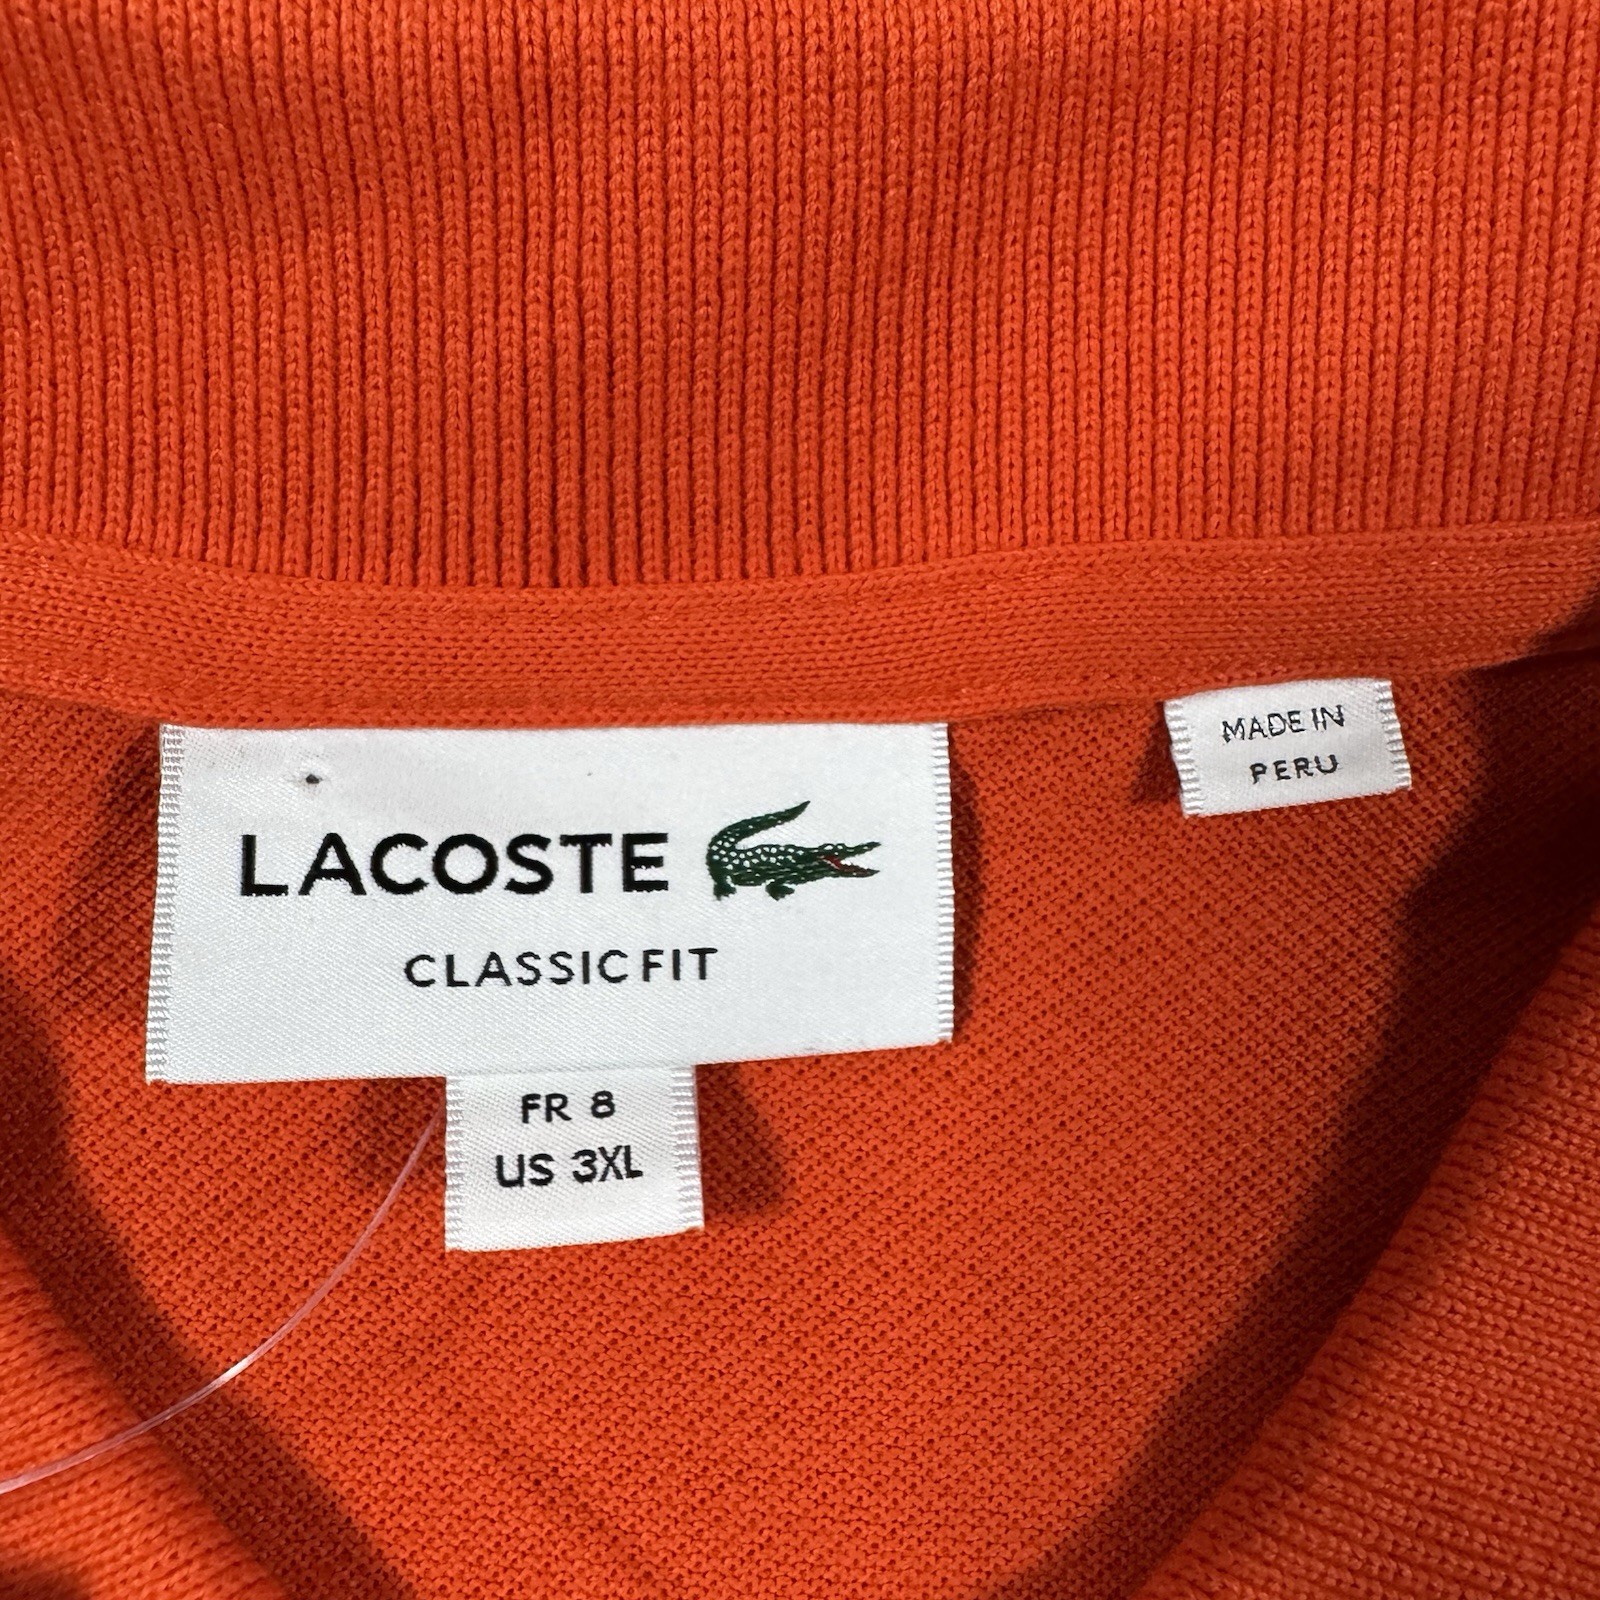 LACOSTE
CLASSIC FIT
FR 8
US 3XL
MADE IN
PERU